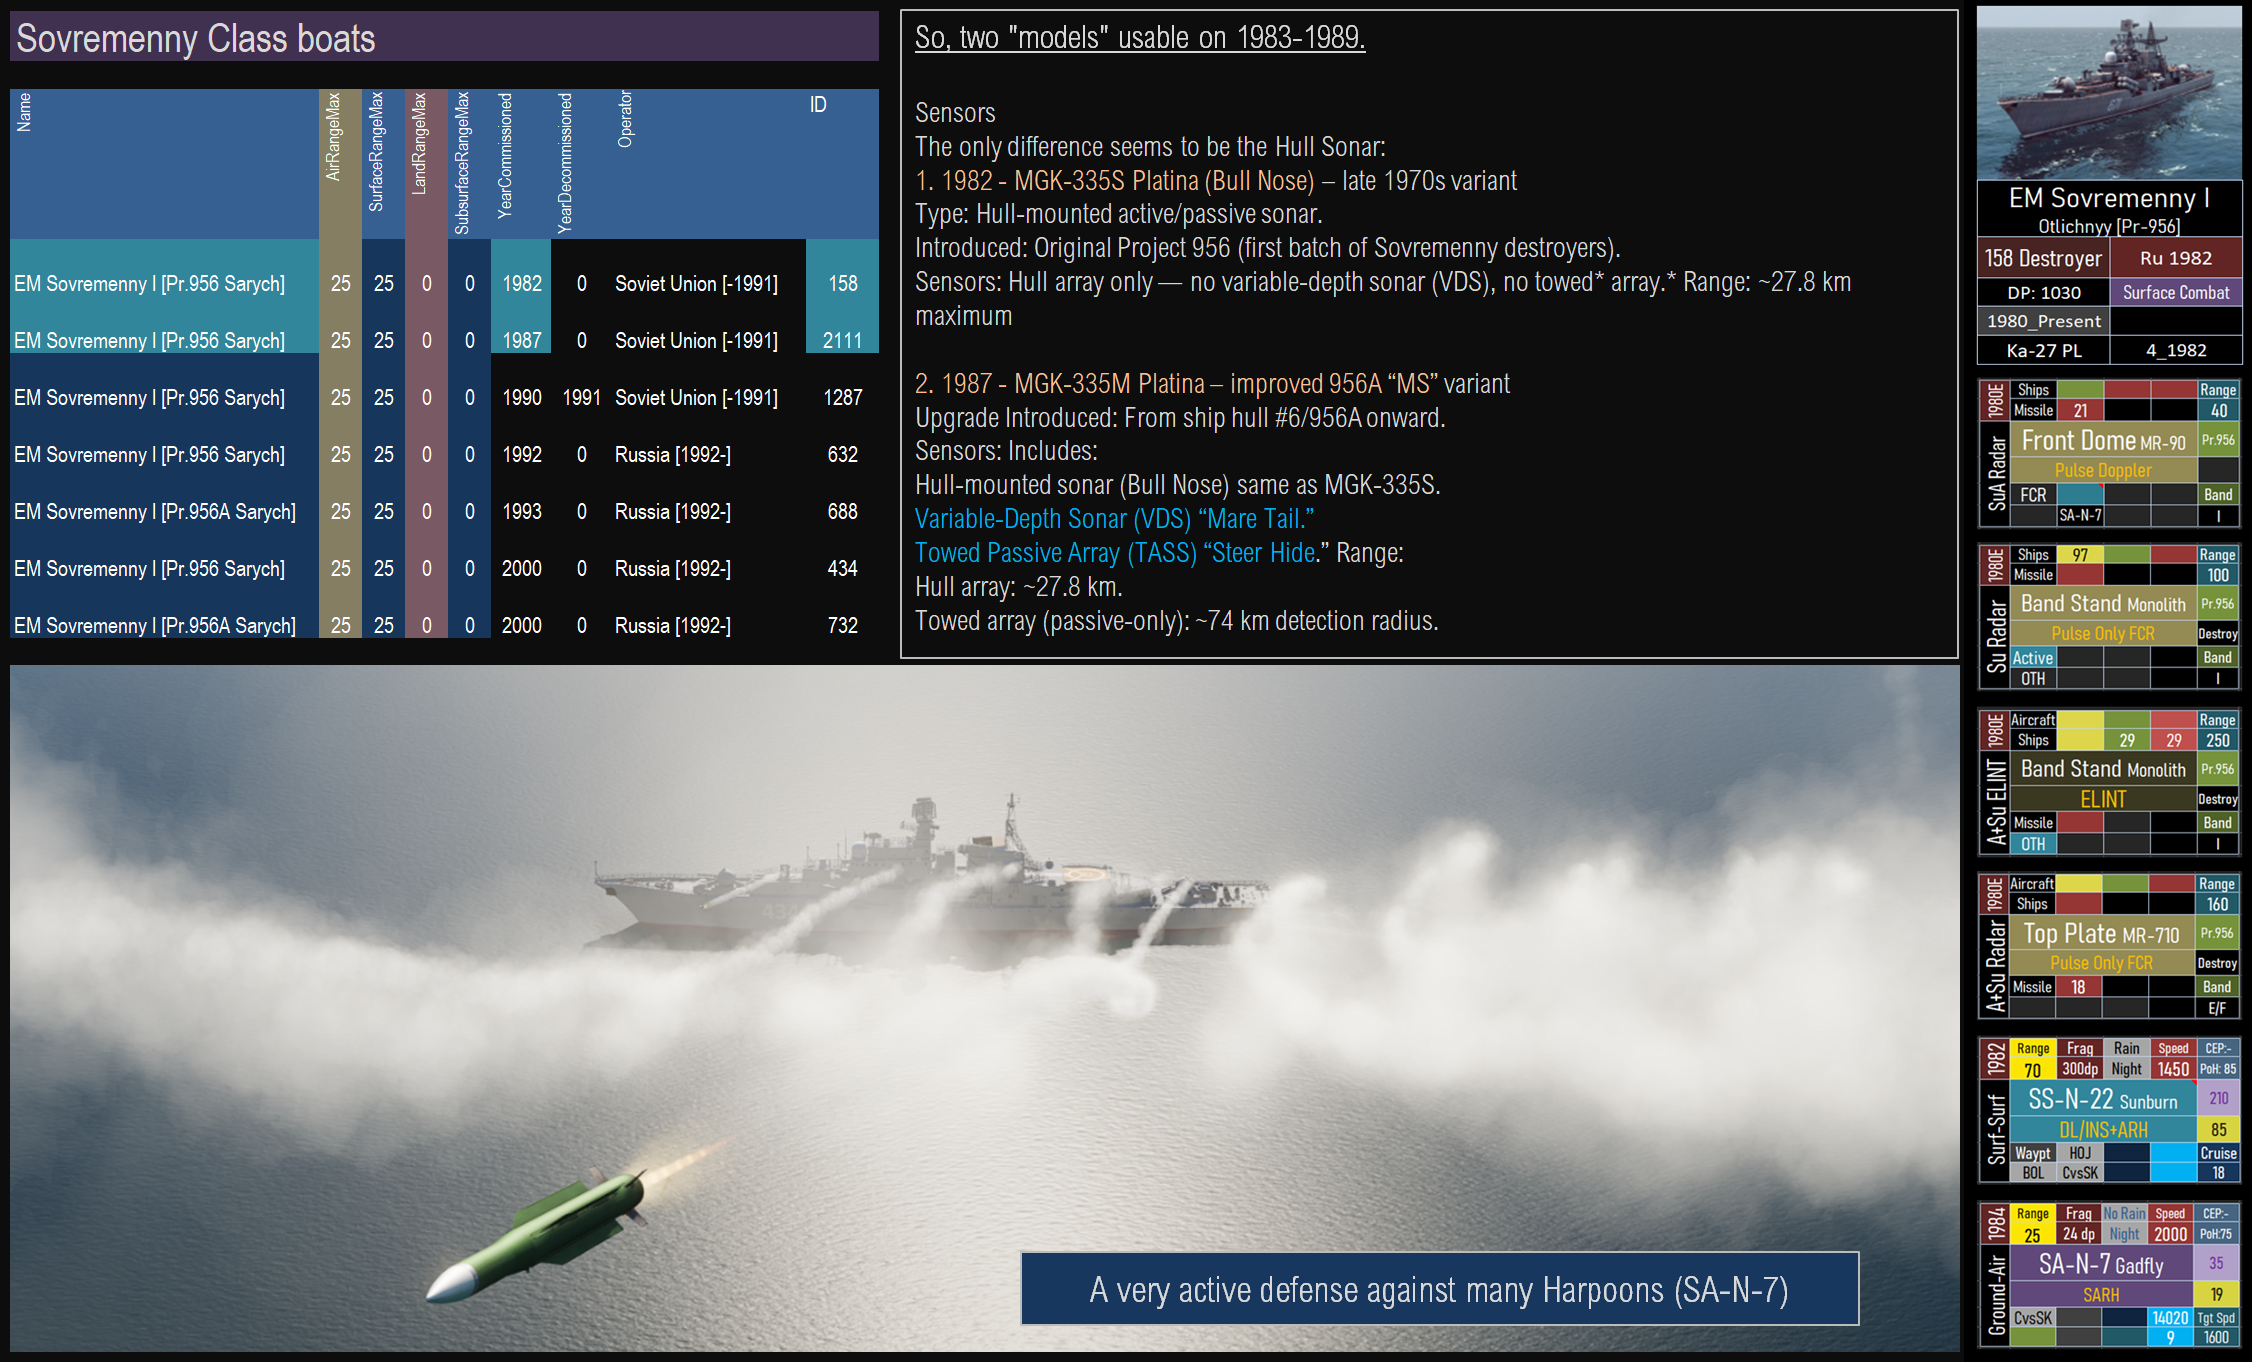 Sovremenny Class boats
Name AirRangeMax SurfaceRangeMax LandRangeMax SubsurfaceRangeMax YearCommissioned YearDecommissioned Operator ID
EM Sovremenny I [Pr.956 Sarych] 25 25 0 0 1982 0 Soviet Union [-1991] 158
EM Sovremenny I [Pr.956 Sarych] 25 25 0 0 1987 0 Soviet Union [-1991] 2111
EM Sovremenny I [Pr.956 Sarych] 25 25 0 0 1990 1991 Soviet Union [-1991] 1287
EM Sovremenny I [Pr.956 Sarych] 25 25 0 0 1992 0 Russia [1992-] 632
EM Sovremenny I [Pr.956A Sarych] 25 25 0 0 1993 0 Russia [1992-] 688
EM Sovremenny I [Pr.956 Sarych] 25 25 0 0 2000 0 Russia [1992-] 434
EM Sovremenny I [Pr.956A Sarych] 25 25 0 0 2000 0 Russia [1992-] 732
So, two "models" usable on 1983-1989.
Sensors
The only difference seems to be the Hull Sonar:
1. 1982 - MGK-335S Platina (Bull Nose) – late 1970s variant
Type: Hull-mounted active/passive sonar.
Introduced: Original Project 956 (first batch of Sovremenny destroyers).
Sensors: Hull array only — no variable-depth sonar (VDS), no towed* array.* Range: ~27.8 km
maximum
2. 1987 - MGK-335M Platina – improved 956A “MS” variant
Upgrade Introduced: From ship hull #6/956A onward.
Sensors: Includes:
Hull-mounted sonar (Bull Nose) same as MGK-335S.
Variable-Depth Sonar (VDS) “Mare Tail.”
Towed Passive Array (TASS) “Steer Hide.” Range:
Hull array: ~27.8 km.
Towed array (passive-only): ~74 km detection radius.
434
A very active defense against many Harpoons (SA-N-7)
EM Sovremenny I
Otlichnyy [Pr-956]
158 Destroyer Ru 1982
DP: 1030 Surface Combat
1980_Present
Ka-27 PL 4_1982
1980E Ships Range
Missile 21 40
SuA Radar Front Dome MR-90 Pr.956
Pulse Doppler
FCR Band
SA-N-7 I
1980E Ships 97 Range
Missile 100
Su Radar Band Stand Monolith Pr.956
Pulse Only FCR Destroy
Active Band
OTH I
1980E Aircraft Range
Ships 29 29 250
A+Su ELINT Band Stand Monolith Pr.956
ELINT Destroy
Missile Band
OTH I
1980E Aircraft Range
Ships 160
A+Su Radar Top Plate MR-710 Pr.956
Pulse Only FCR Destroy
Missile 18 Band
E/F
1982 Range Frag Rain Speed CEP:-
70 300dp Night 1450 PoH: 85
Surf-Surf SS-N-22 Sunburn 210
DL/INS+ARH 85
Waypt HOJ Cruise
BOL CvsSK 18
1984 Range Frag No Rain Speed CEP:-
25 24 dp Night 2000 PoH:75
Ground-Air SA-N-7 Gadfly 35
SARH 19
CvsSK 14020 Tgt Spd
9 1600